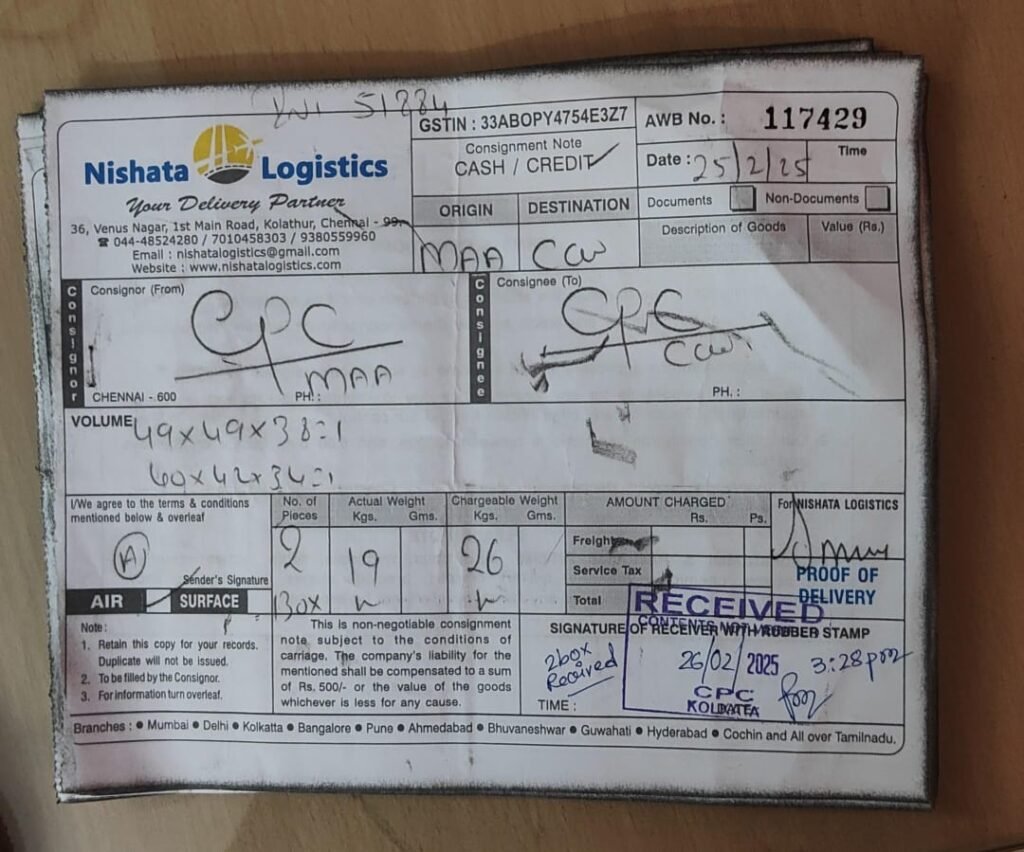 51884
Nishata Logistics
Your Delivery Partner
36, Venus Nagar, 1st Main Road, Kolathur, Chennai - 99.
☎ 044-48524280 / 7010458303 / 9380559960
Email : nishatalogistics@gmail.com
Website : www.nishatalogistics.com
GSTIN : 33ABOPY4754E3Z7
Consignment Note
CASH / CREDIT
ORIGIN DESTINATION
MAA CCU
AWB No. : 117429
Date : 25/2/25 Time
Documents Non-Documents
Description of Goods Value (Rs.)
Consignor
Consignor (From)
CPC
MAA
CHENNAI - 600 PH. :
Consignee
Consignee (To)
CPC
CCU
PH. :
VOLUME 49x49x38=1
60x42x34=1
I/We agree to the terms & conditions
mentioned below & overleaf
A
Sender's Signature
AIR SURFACE
No. of Pieces
2
Box
Actual Weight
Kgs. Gms.
19
Chargeable Weight
Kgs. Gms.
26
AMOUNT CHARGED
Rs. Ps.
Freight
Service Tax
Total
For NISHATA LOGISTICS
PROOF OF
DELIVERY
Note :
1. Retain this copy for your records.
Duplicate will not be issued.
2. To be filled by the Consignor.
3. For information turn overleaf.
This is non-negotiable consignment
note subject to the conditions of
carriage. The company's liability for the
mentioned shall be compensated to a sum
of Rs. 500/- or the value of the goods
whichever is less for any cause.
SIGNATURE OF RECEIVER WITH RUBBER STAMP
RECEIVED
CONTENTS NOT
26/02/2025 3:28pm
CPC
KOLKATA
2box
Received
TIME : DATE
Branches : ● Mumbai ● Delhi ● Kolkatta ● Bangalore ● Pune ● Ahmedabad ● Bhuvaneshwar ● Guwahati ● Hyderabad ● Cochin and All over Tamilnadu.